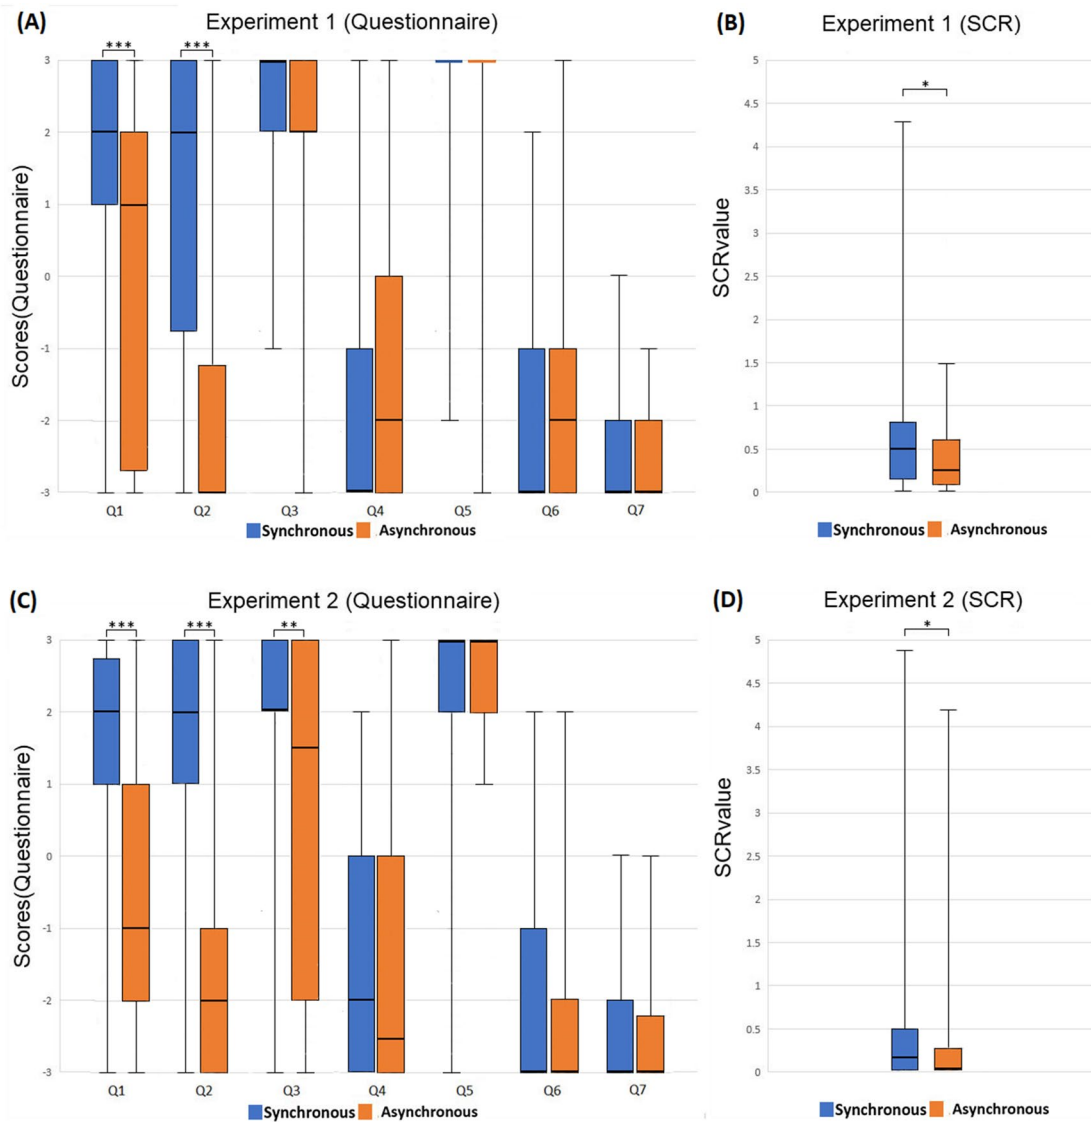 (A)
Experiment 1 (Questionnaire)
*** ***
Scores(Questionnaire)
3
2
1
0
-1
-2
-3
Q1 Q2 Q3 Q4 Q5 Q6 Q7
Synchronous Asynchronous
(B)
Experiment 1 (SCR)
*
SCRvalue
5
4.5
4
3.5
3
2.5
2
1.5
1
0.5
0
Synchronous Asynchronous
(C)
Experiment 2 (Questionnaire)
*** *** **
Scores(Questionnaire)
3
2
1
0
-1
-2
-3
Q1 Q2 Q3 Q4 Q5 Q6 Q7
Synchronous Asynchronous
(D)
Experiment 2 (SCR)
*
SCRvalue
5
4.5
4
3.5
3
2.5
2
1.5
1
0.5
0
Synchronous Asynchronous